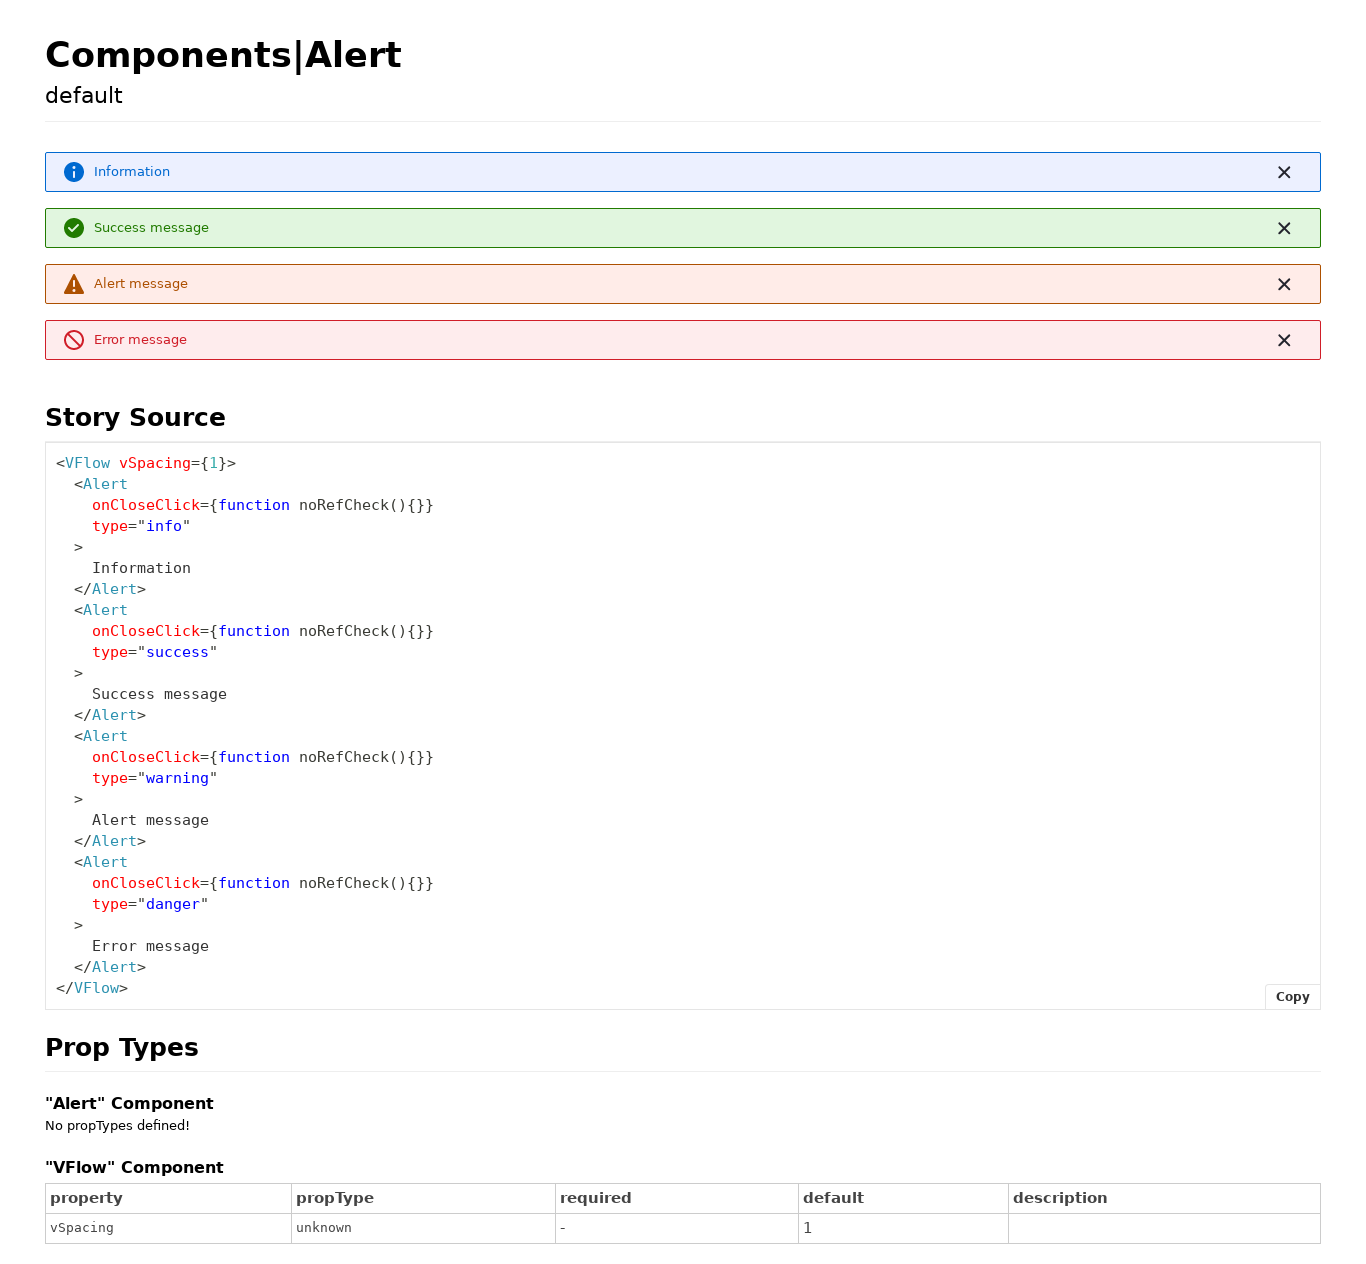 Components|Alert
default
Information
Success message
Alert message
Error message
Story Source
<VFlow vSpacing={1}>
  <Alert
    onCloseClick={function noRefCheck(){}}
    type="info"
  >
    Information
  </Alert>
  <Alert
    onCloseClick={function noRefCheck(){}}
    type="success"
  >
    Success message
  </Alert>
  <Alert
    onCloseClick={function noRefCheck(){}}
    type="warning"
  >
    Alert message
  </Alert>
  <Alert
    onCloseClick={function noRefCheck(){}}
    type="danger"
  >
    Error message
  </Alert>
</VFlow>
Copy
Prop Types
"Alert" Component
No propTypes defined!
"VFlow" Component
property propType required default description
vSpacing unknown - 1